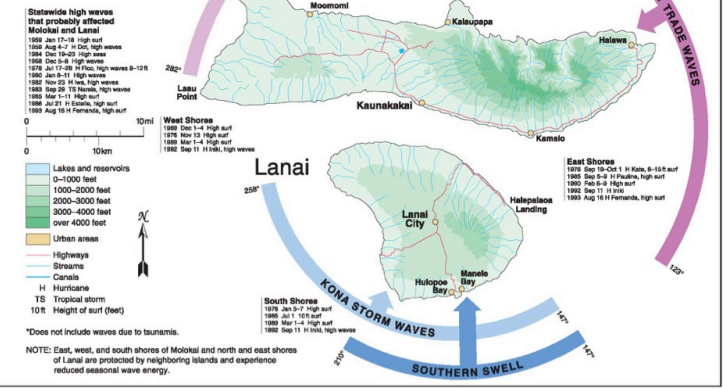 Statewide high waves
that probably affected
Molokai and Lanai
1959 Jan 17–18 High surf
1959 Aug 4–7 H Dot, high waves
1964 Dec 19–23 High seas
1968 Dec 5–8 High waves
1978 Jul 17–26 H Fico, high waves 8–12ft
1980 Jan 8–11 High waves
1982 Nov 23 H Iwa, high waves
1983 Sep 29 TS Narela, high waves
1985 Mar 1–11 High surf
1986 Jul 21 H Estelle, high surf
1993 Aug 16 H Fernanda, high surf
0 10mi
0 10km
Lakes and reservoirs
0–1000 feet
1000–2000 feet
2000–3000 feet
3000–4000 feet
over 4000 feet
Urban areas
Highways
Streams
Canals
H Hurricane
TS Tropical storm
10ft Height of surf (feet)
N
*Does not include waves due to tsunamis.
NOTE: East, west, and south shores of Molokai and north and east shores
of Lanai are protected by neighboring islands and experience
reduced seasonal wave energy.
282°
Moomomi
Kalaupapa
Halawa
TRADE WAVES
Laau
Point
Kaunakakai
Kamalo
West Shores
1969 Dec 1–4 High surf
1976 Nov 13 High surf
1989 Mar 1–4 High surf
1992 Sep 11 H Iniki, high waves
East Shores
1976 Sep 19–Oct 1 H Kate, 8–15ft surf
1985 Sep 5–9 H Pauline, high surf
1990 Feb 6–9 High surf
1992 Sep 11 H Iniki
1993 Aug 16 H Fernanda, high surf
123°
Lanai
258°
Lanai
City
Halepalaoa
Landing
Hulopoe
Bay
Manele
Bay
South Shores
1976 Jan 5–7 High surf
1985 Jul 1 10ft surf
1989 Mar 1–4 High surf
1992 Sep 11 H Iniki, high waves
KONA STORM WAVES
147°
210°
SOUTHERN SWELL
147°